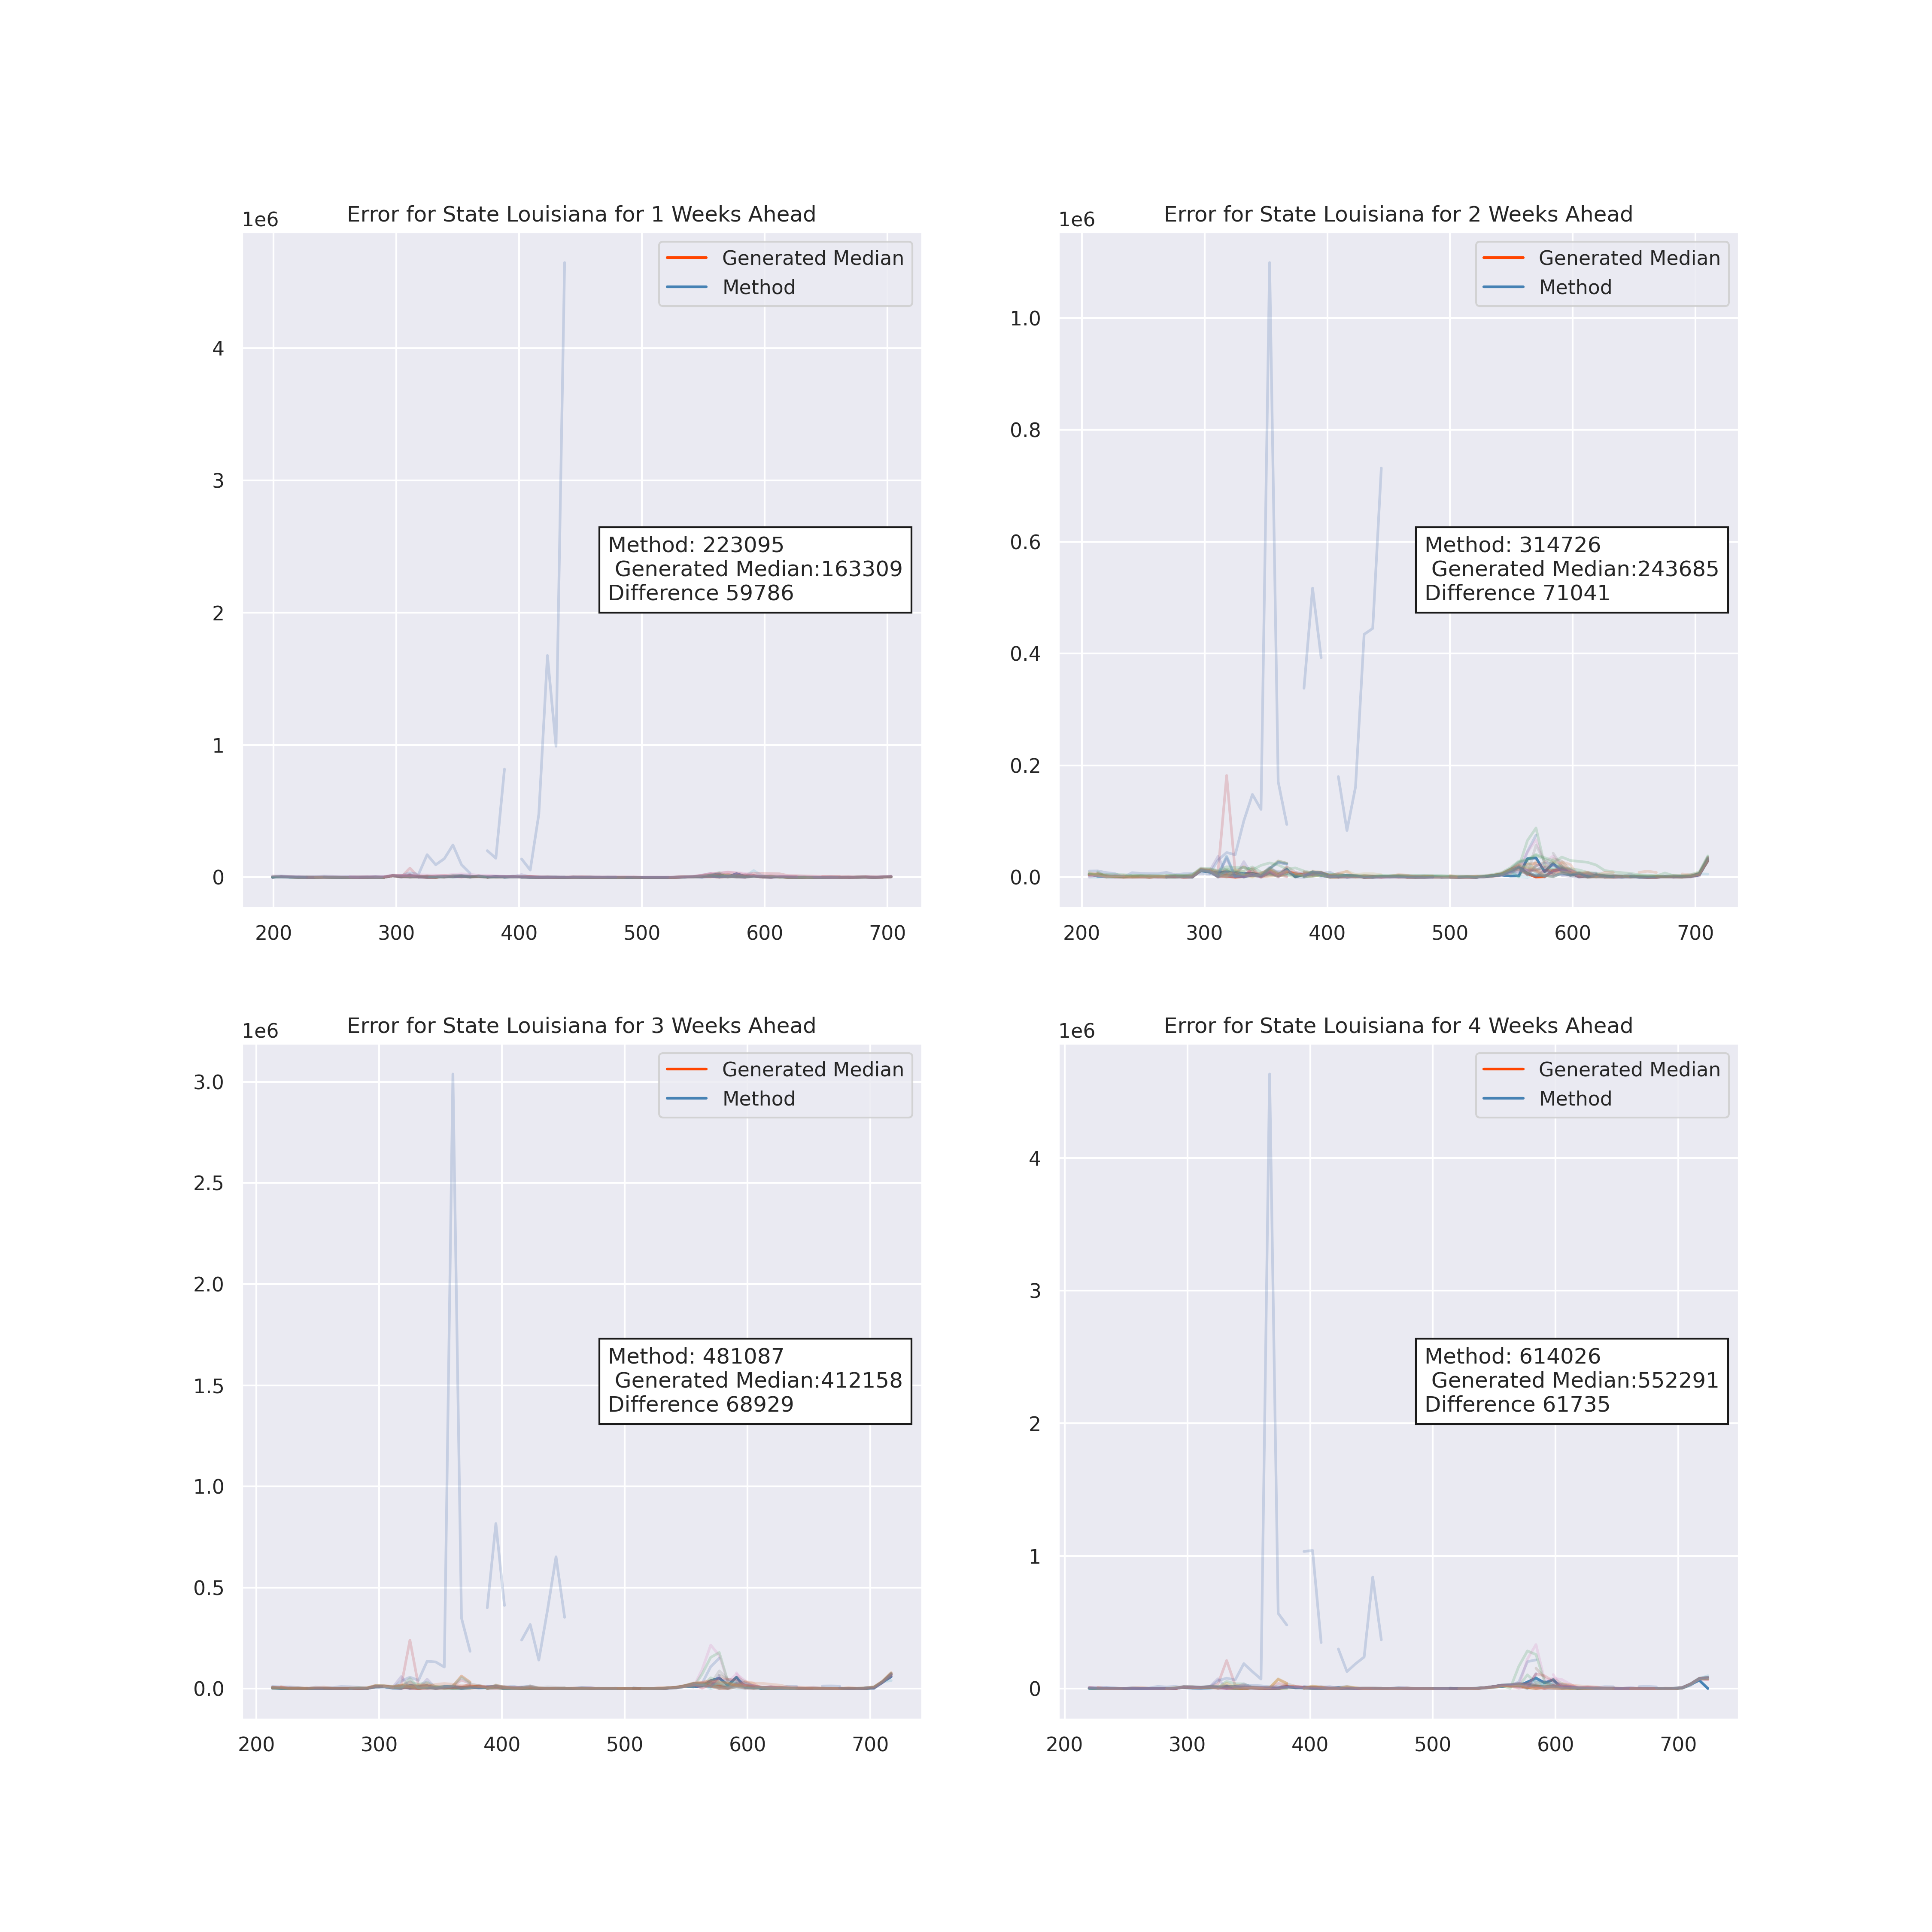 Error for State Louisiana for 1 Weeks Ahead
1e6
Generated Median
Method
4
3
2
1
0
Method: 223095
Generated Median:163309
Difference 59786
200 300 400 500 600 700
Error for State Louisiana for 2 Weeks Ahead
1e6
Generated Median
Method
1.0
0.8
0.6
0.4
0.2
0.0
Method: 314726
Generated Median:243685
Difference 71041
200 300 400 500 600 700
Error for State Louisiana for 3 Weeks Ahead
1e6
Generated Median
Method
3.0
2.5
2.0
1.5
1.0
0.5
0.0
Method: 481087
Generated Median:412158
Difference 68929
200 300 400 500 600 700
Error for State Louisiana for 4 Weeks Ahead
1e6
Generated Median
Method
4
3
2
1
0
Method: 614026
Generated Median:552291
Difference 61735
200 300 400 500 600 700